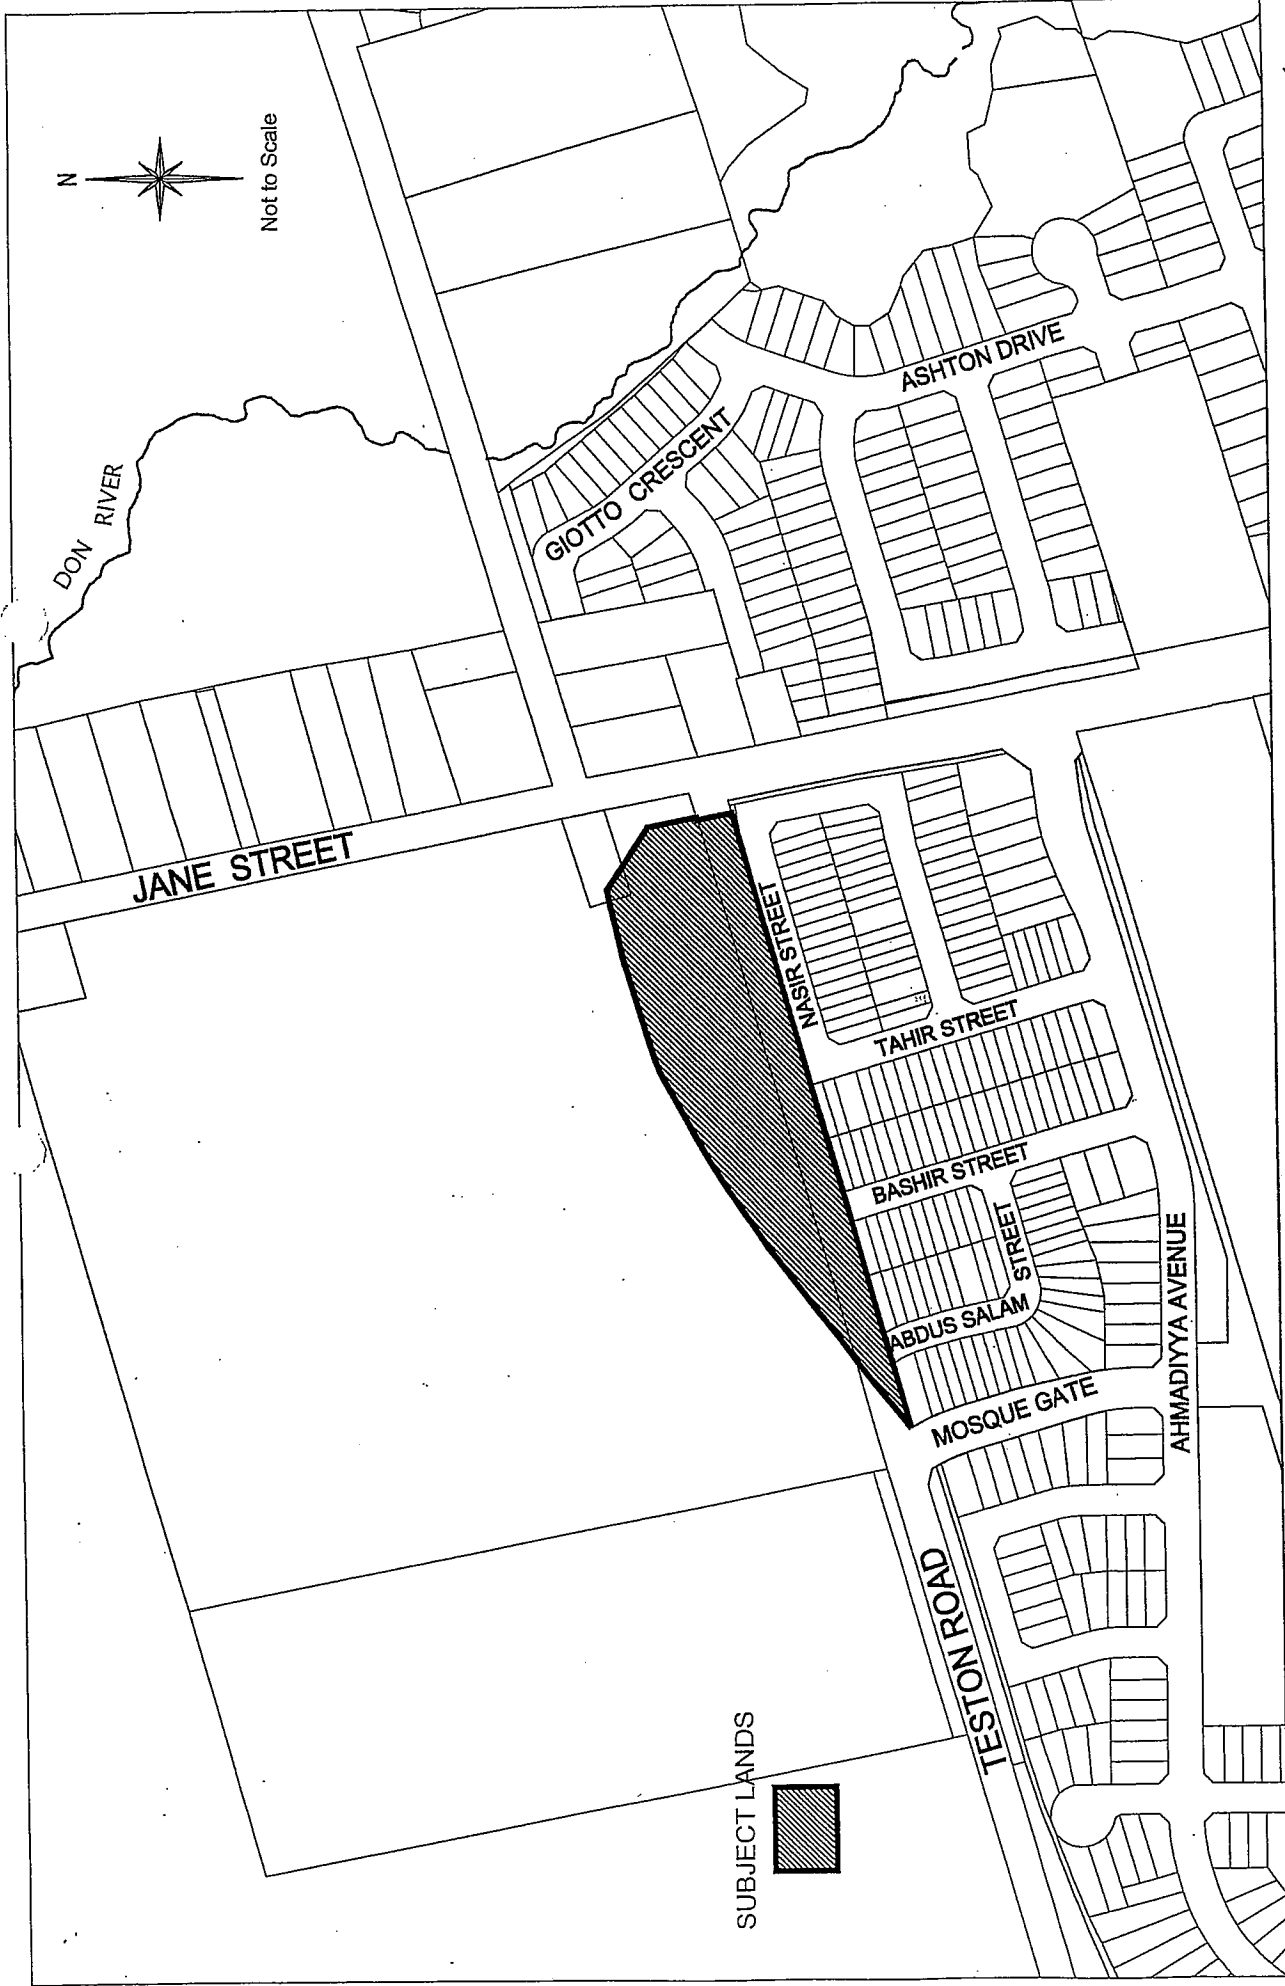 N
Not to Scale
DON RIVER
JANE STREET
GIOTTO CRESCENT
ASHTON DRIVE
NASIR STREET
TAHIR STREET
BASHIR STREET
ABDUS SALAM STREET
MOSQUE GATE
AHMADIYYA AVENUE
TESTON ROAD
SUBJECT LANDS